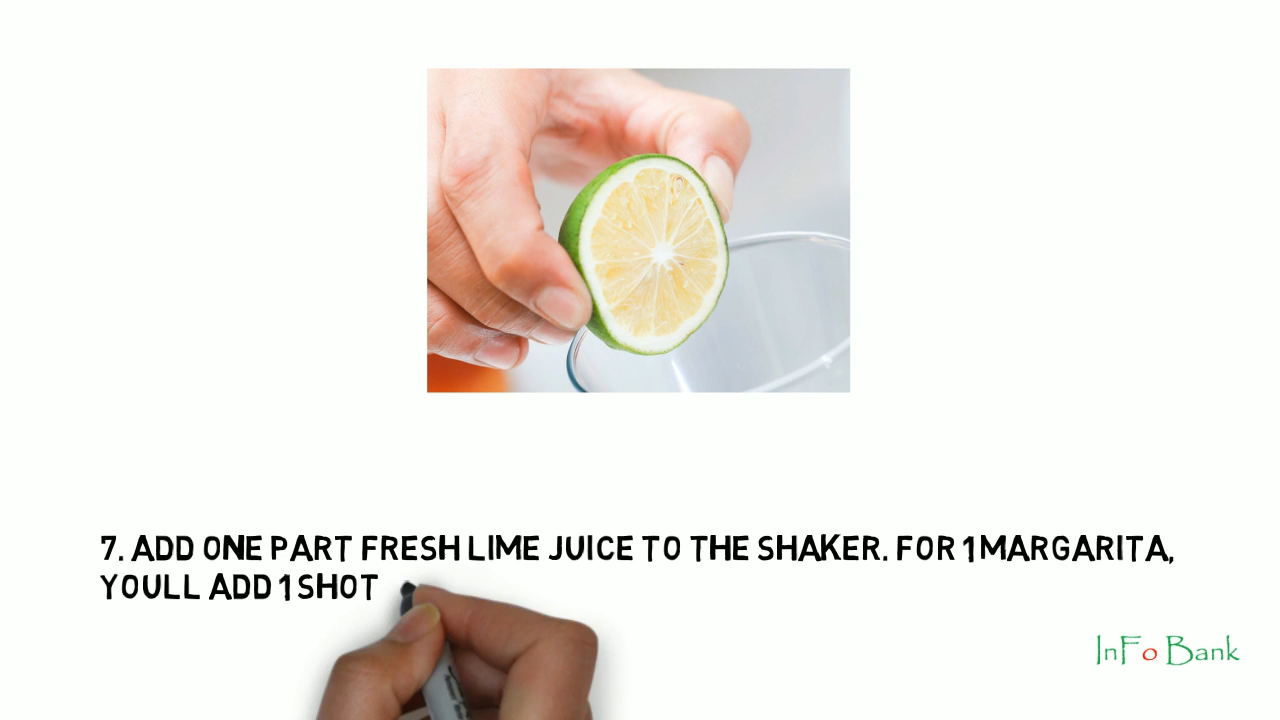 7. ADD ONE PART FRESH LIME JUICE TO THE SHAKER. FOR 1 MARGARITA,
YOULL ADD 1 SHOT
InFo Bank